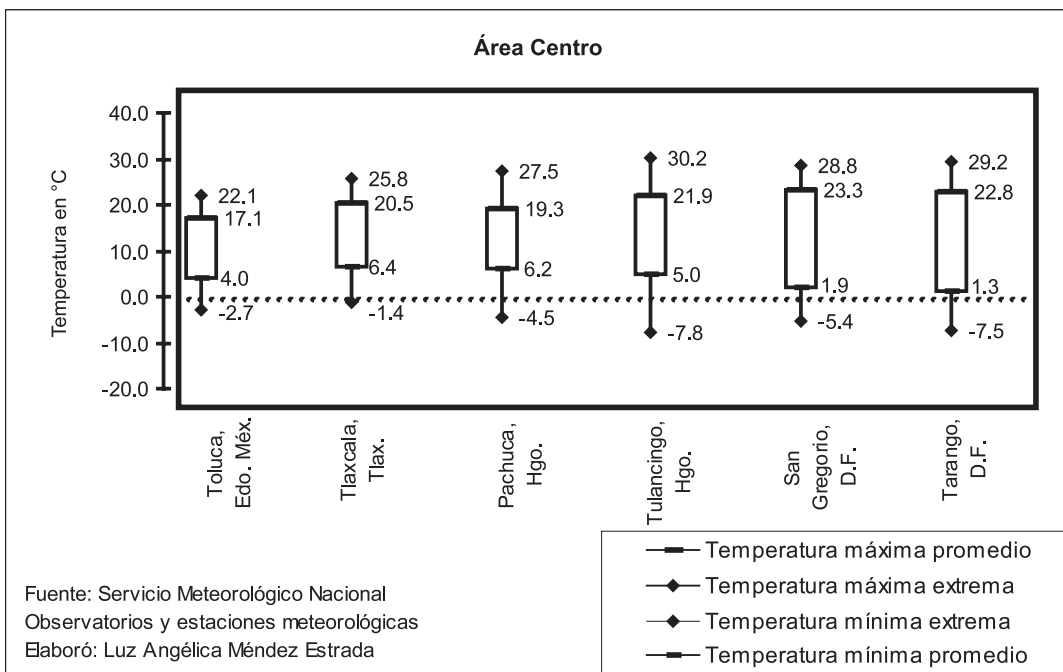 Área Centro
Temperatura en °C
40.0
30.0
20.0
10.0
0.0
-10.0
-20.0
22.1
17.1
4.0
-2.7
25.8
20.5
6.4
-1.4
27.5
19.3
6.2
-4.5
30.2
21.9
5.0
-7.8
28.8
23.3
1.9
-5.4
29.2
22.8
1.3
-7.5
Toluca,
Edo. Méx.
Tlaxcala,
Tlax.
Pachuca,
Hgo.
Tulancingo,
Hgo.
San
Gregorio,
D.F.
Tarango,
D.F.
Temperatura máxima promedio
Temperatura máxima extrema
Temperatura mínima extrema
Temperatura mínima promedio
Fuente: Servicio Meteorológico Nacional
Observatorios y estaciones meteorológicas
Elaboró: Luz Angélica Méndez Estrada